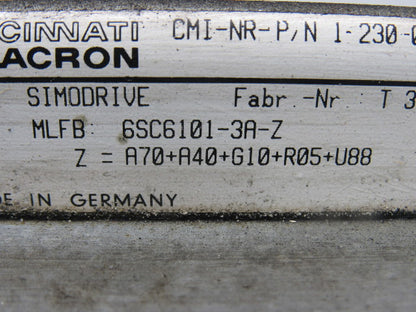 CINNATI CMI-NR-P/N 1-230-
ACRON
SIMODRIVE Fabr.-Nr: T 3
MLFB: 6SC6101-3A-Z
Z = A70+A40+G10+R05+U88
DE IN GERMANY